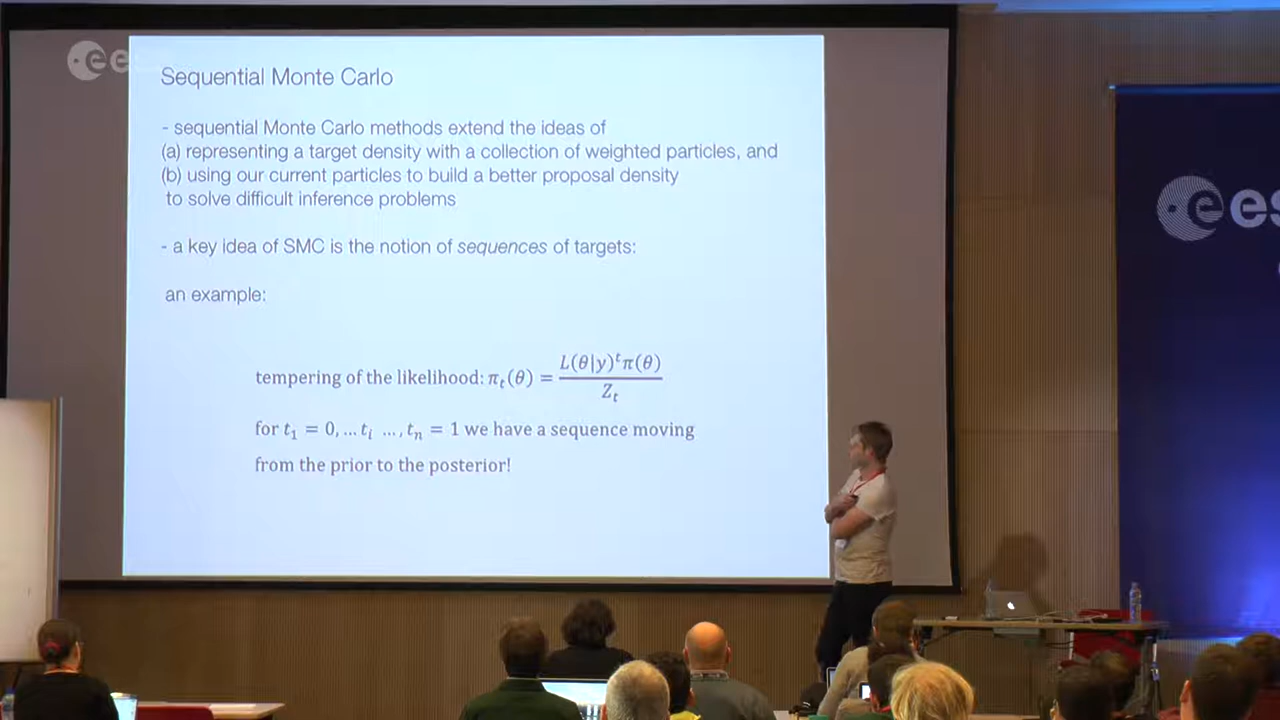 Sequential Monte Carlo
- sequential Monte Carlo methods extend the ideas of
(a) representing a target density with a collection of weighted particles, and
(b) using our current particles to build a better proposal density
to solve difficult inference problems
- a key idea of SMC is the notion of sequences of targets:
an example:
tempering of the likelihood: π_t(θ) = L(θ|y)^t π(θ) / Z_t
for t₁ = 0, … t_i …, t_n = 1 we have a sequence moving
from the prior to the posterior!